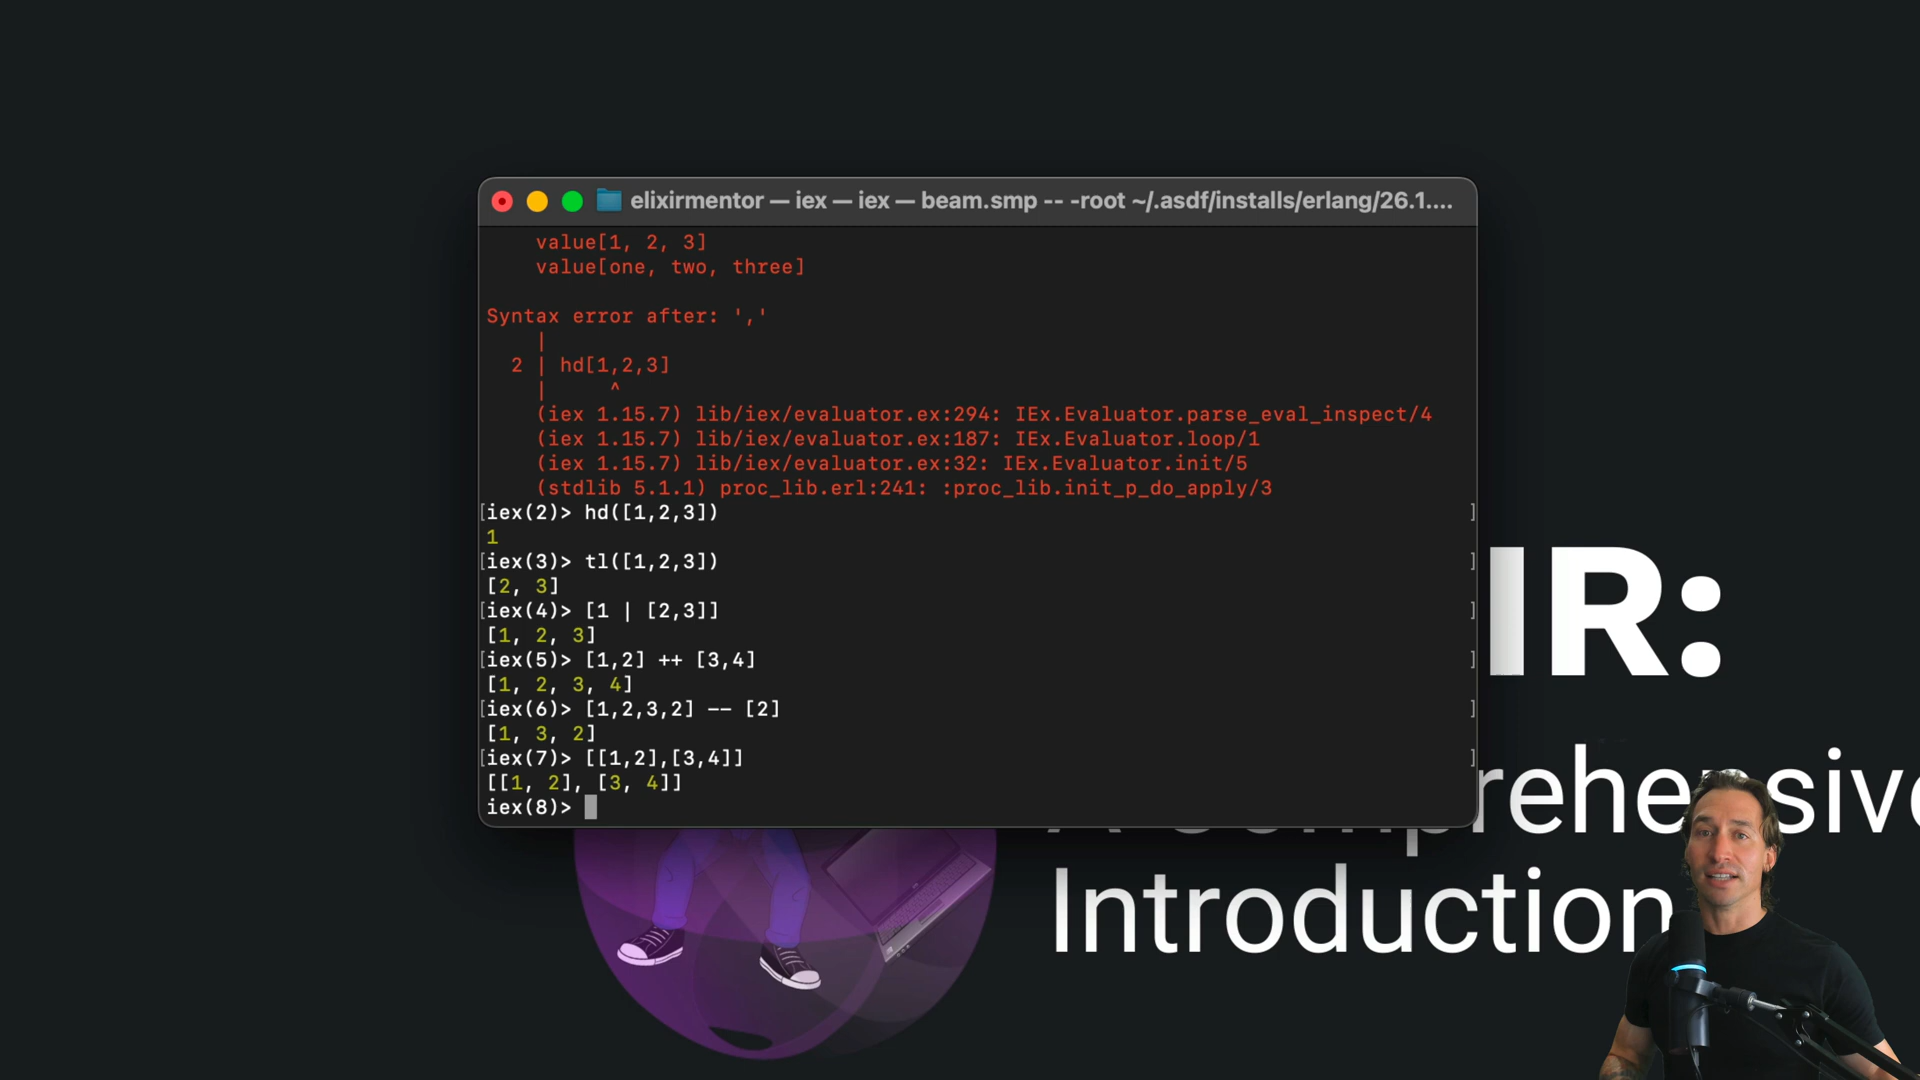 elixirmentor — iex — iex — beam.smp -- -root ~/.asdf/installs/erlang/26.1....
value[1, 2, 3]
value[one, two, three]
Syntax error after: ','
|
2 | hd[1,2,3]
| ^
(iex 1.15.7) lib/iex/evaluator.ex:294: IEx.Evaluator.parse_eval_inspect/4
(iex 1.15.7) lib/iex/evaluator.ex:187: IEx.Evaluator.loop/1
(iex 1.15.7) lib/iex/evaluator.ex:32: IEx.Evaluator.init/5
(stdlib 5.1.1) proc_lib.erl:241: :proc_lib.init_p_do_apply/3
[iex(2)> hd([1,2,3]) ]
1
[iex(3)> tl([1,2,3]) ]
[2, 3]
[iex(4)> [1 | [2,3]] ]
[1, 2, 3]
[iex(5)> [1,2] ++ [3,4] ]
[1, 2, 3, 4]
[iex(6)> [1,2,3,2] -- [2] ]
[1, 3, 2]
[iex(7)> [[1,2],[3,4]] ]
[[1, 2], [3, 4]]
iex(8)>
IR:
Introduction